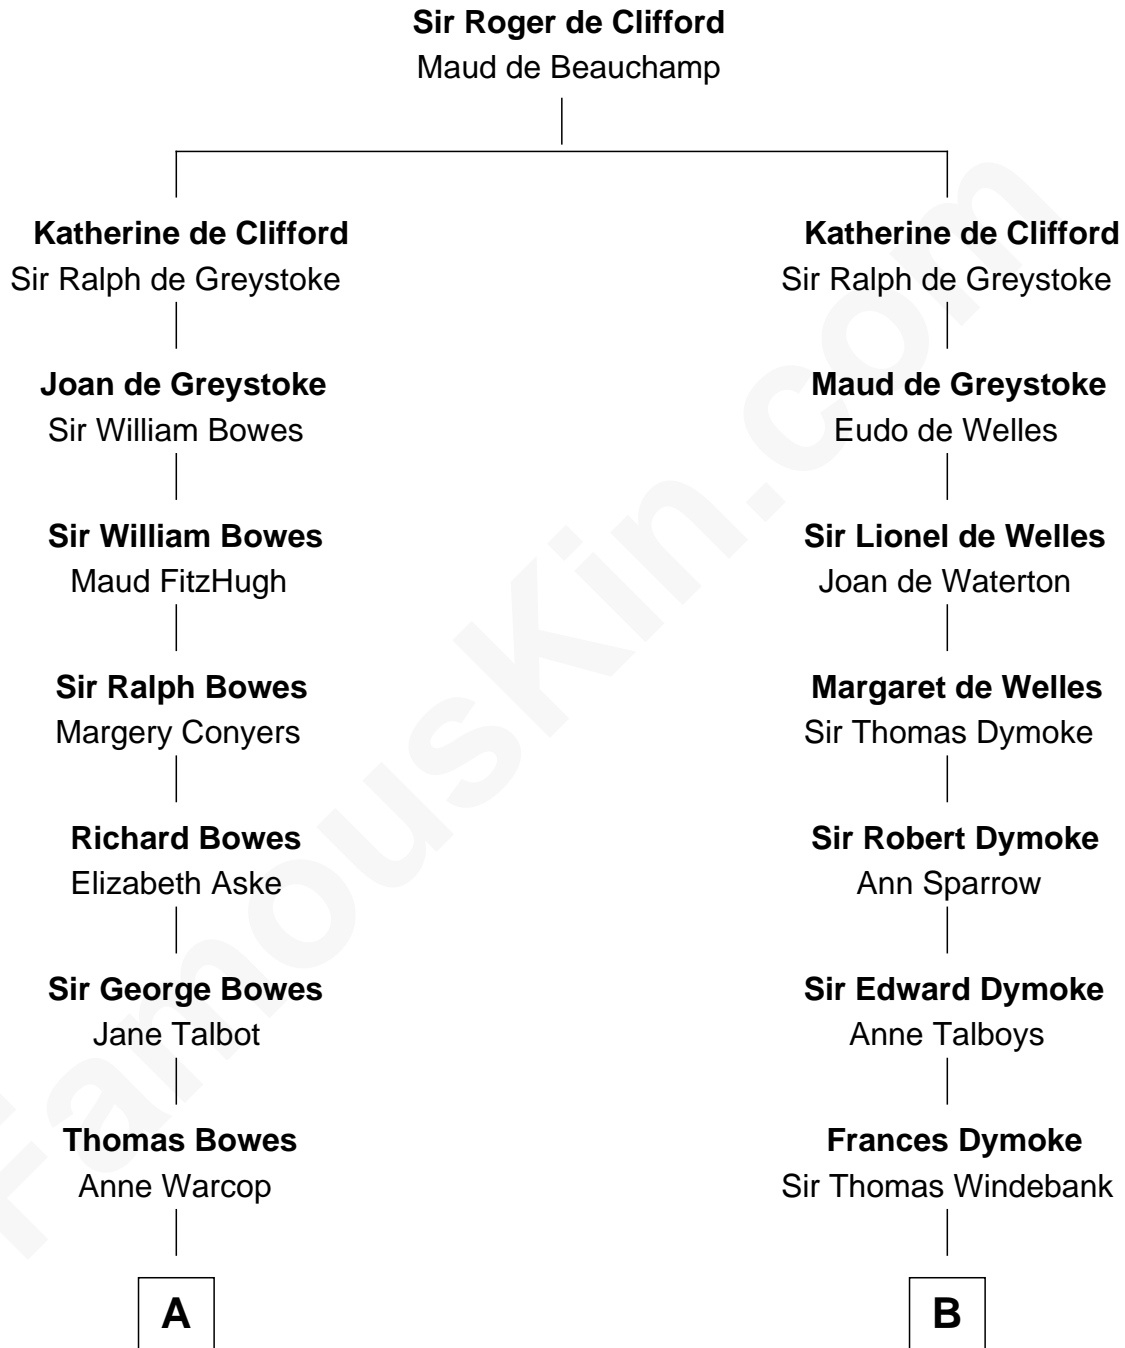 Sir Roger de Clifford
Maud de Beauchamp
Katherine de Clifford
Sir Ralph de Greystoke
Katherine de Clifford
Sir Ralph de Greystoke
Joan de Greystoke
Sir William Bowes
Maud de Greystoke
Eudo de Welles
Sir William Bowes
Maud FitzHugh
Sir Lionel de Welles
Joan de Waterton
Sir Ralph Bowes
Margery Conyers
Margaret de Welles
Sir Thomas Dymoke
Richard Bowes
Elizabeth Aske
Sir Robert Dymoke
Ann Sparrow
Sir George Bowes
Jane Talbot
Sir Edward Dymoke
Anne Talboys
Thomas Bowes
Anne Warcop
Frances Dymoke
Sir Thomas Windebank
A
B
FamousKin.com